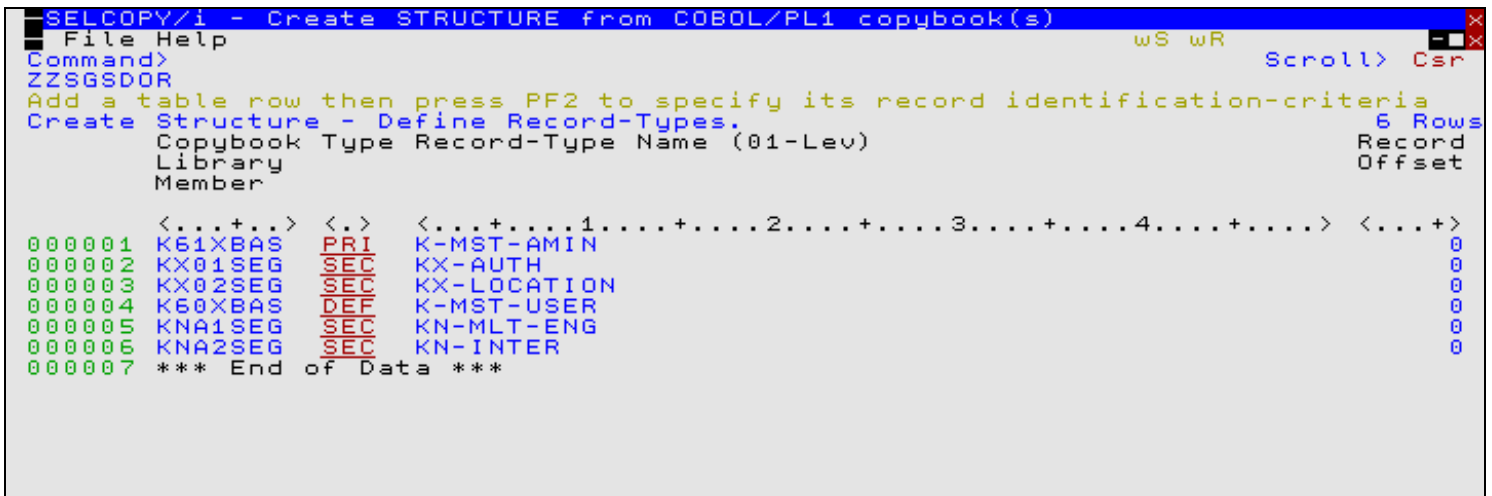 SELCOPY/i - Create STRUCTURE from COBOL/PL1 copybook(s) ×
File Help wS wR
Command> Scroll> Csr
ZZSGSDOR
Add a table row then press PF2 to specify its record identification-criteria
Create Structure - Define Record-Types. 6 Rows
Copybook Type Record-Type Name (01-Lev) Record
Library Offset
Member
<...+..> <.> <...+....1....+....2....+....3....+....4....+....> <...+>
000001 K61XBAS PRI K-MST-AMIN 0
000002 KX01SEG SEC KX-AUTH 0
000003 KX02SEG SEC KX-LOCATION 0
000004 K60XBAS DEF K-MST-USER 0
000005 KNA1SEG SEC KN-MLT-ENG 0
000006 KNA2SEG SEC KN-INTER 0
000007 *** End of Data ***